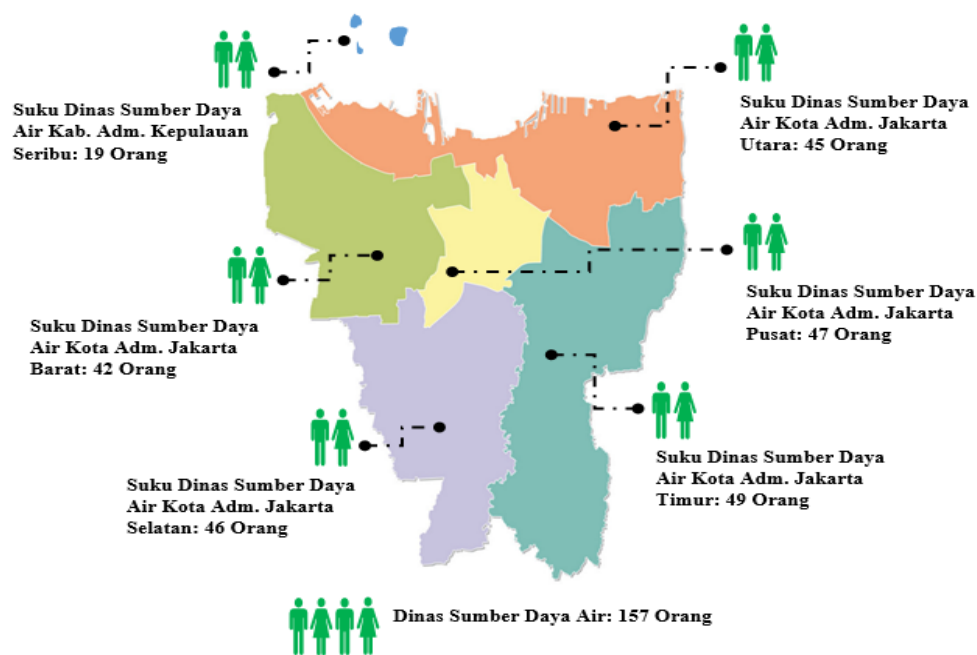 Suku Dinas Sumber Daya
Air Kab. Adm. Kepulauan
Seribu: 19 Orang
Suku Dinas Sumber Daya
Air Kota Adm. Jakarta
Utara: 45 Orang
Suku Dinas Sumber Daya
Air Kota Adm. Jakarta
Barat: 42 Orang
Suku Dinas Sumber Daya
Air Kota Adm. Jakarta
Pusat: 47 Orang
Suku Dinas Sumber Daya
Air Kota Adm. Jakarta
Selatan: 46 Orang
Suku Dinas Sumber Daya
Air Kota Adm. Jakarta
Timur: 49 Orang
Dinas Sumber Daya Air: 157 Orang